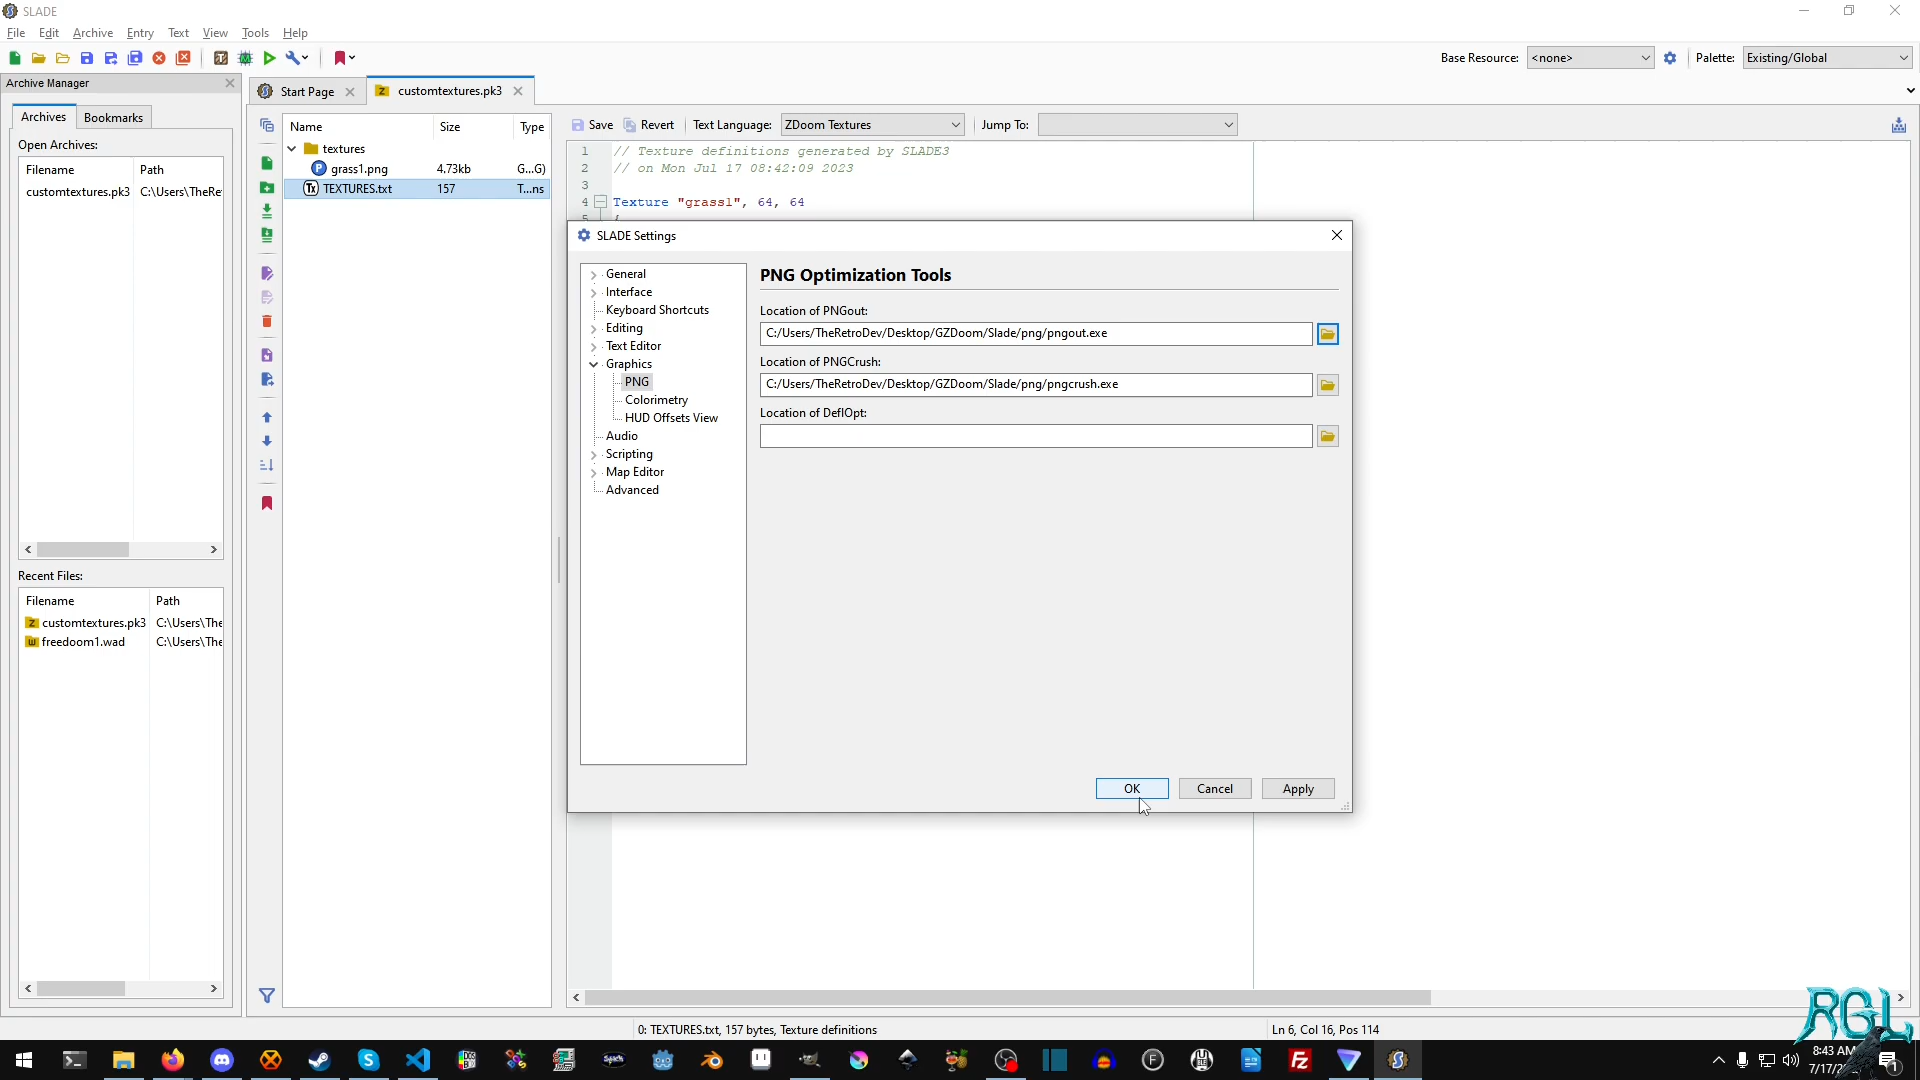 SLADE
File Edit Archive Entry Text View Tools Help
Base Resource: <none> Palette: Existing/Global
Archive Manager
Start Page customtextures.pk3
Archives Bookmarks
Open Archives:
Filename Path
customtextures.pk3 C:\Users\TheRe
Recent Files:
Filename Path
customtextures.pk3 C:\Users\The
freedoom1.wad C:\Users\The
Name Size Type
textures
grass1.png 4.73kb G...G)
TEXTURES.txt 157 T...ns
Save Revert Text Language: ZDoom Textures Jump To:
1 // Texture definitions generated by SLADE3
2 // on Mon Jul 17 08:42:09 2023
3
4 Texture "grass1", 64, 64
SLADE Settings
General
Interface
Keyboard Shortcuts
Editing
Text Editor
Graphics
PNG
Colorimetry
HUD Offsets View
Audio
Scripting
Map Editor
Advanced
PNG Optimization Tools
Location of PNGout:
C:/Users/TheRetroDev/Desktop/GZDoom/Slade/png/pngout.exe
Location of PNGCrush:
C:/Users/TheRetroDev/Desktop/GZDoom/Slade/png/pngcrush.exe
Location of DeflOpt:
OK Cancel Apply
0: TEXTURES.txt, 157 bytes, Texture definitions
Ln 6, Col 16, Pos 114
RGL
8:43 AM
7/17/2